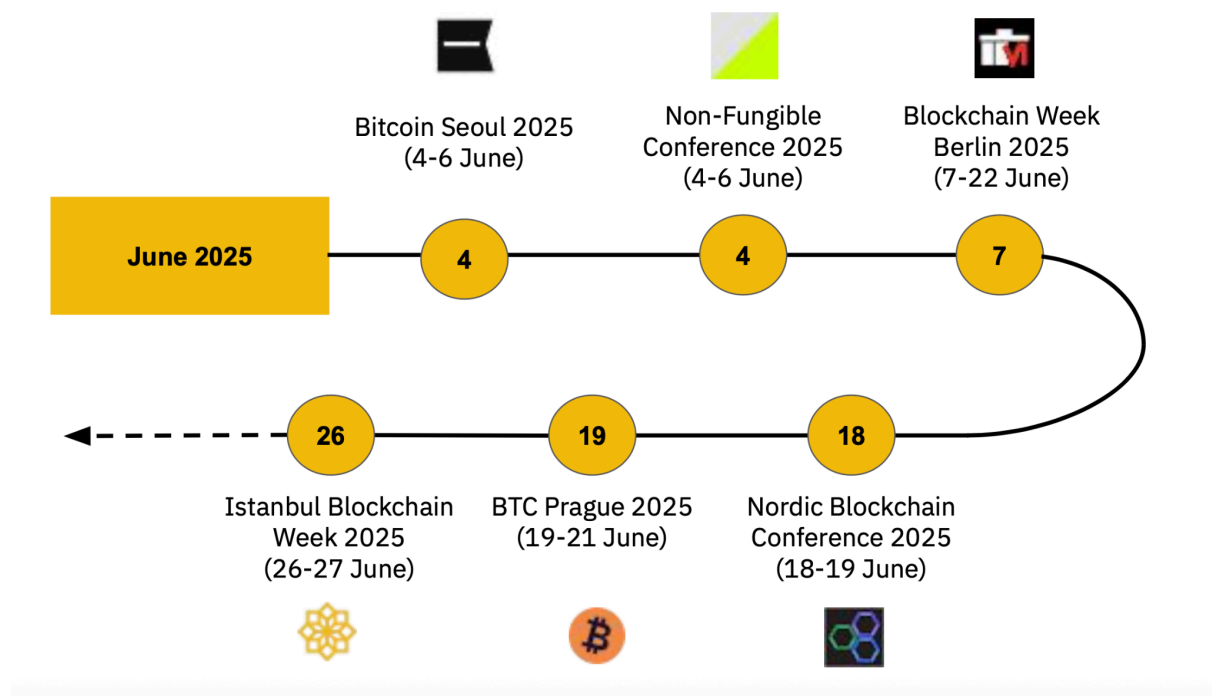 Bitcoin Seoul 2025
(4-6 June)
Non-Fungible
Conference 2025
(4-6 June)
Blockchain Week
Berlin 2025
(7-22 June)
June 2025
4
4
7
26
19
18
Istanbul Blockchain
Week 2025
(26-27 June)
BTC Prague 2025
(19-21 June)
Nordic Blockchain
Conference 2025
(18-19 June)